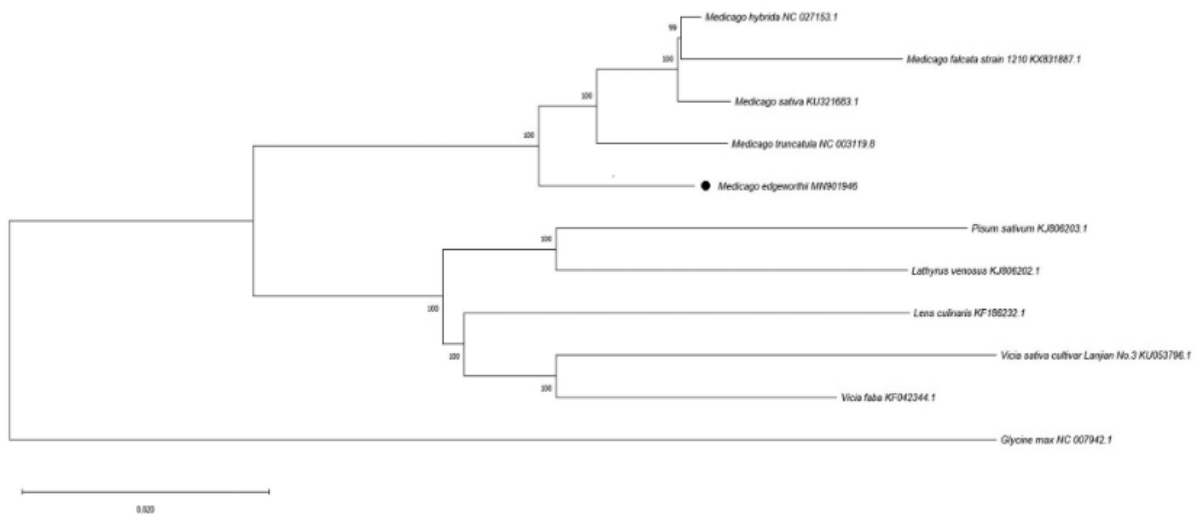 Medicago hybrida NC 027153.1
99
Medicago falcata strain 1210 KX831887.1
100
Medicago sativa KU321683.1
100
Medicago truncatula NC 003119.8
100
Medicago edgeworthii MN901946
Pisum sativum KJ806203.1
100
Lathyrus venosus KJ806202.1
100
Lens culinaris KF186232.1
100
Vicia sativa cultivar Lanjian No.3 KU053796.1
100
Vicia faba KF042344.1
Glycine max NC 007942.1
0.020